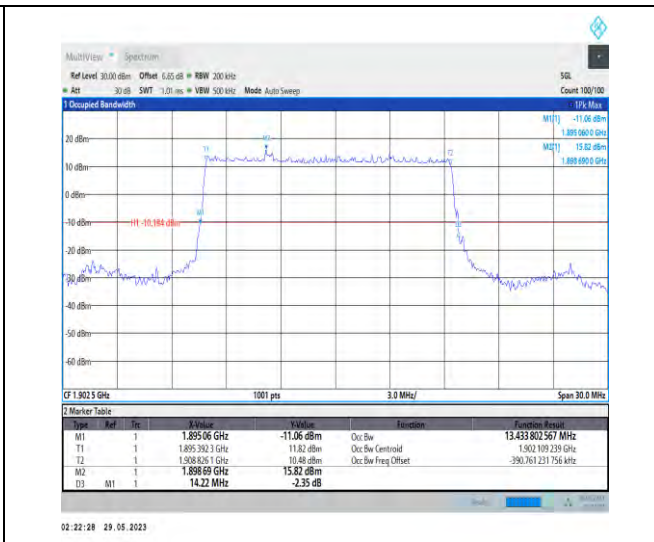 MultiView Spectrum
Ref Level 30.00 dBm Offset 6.65 dB RBW 200 kHz SGL
Att 30 dB SWT 1.01 ms VBW 500 kHz Mode Auto Sweep Count 100/100
1 Occupied Bandwidth 1Pk Max
M1[1] -11.06 dBm
1.895 060 0 GHz
M2[1] 15.82 dBm
1.898 690 0 GHz
20 dBm
T1 M2 T2
10 dBm
0 dBm
M1
-10 dBm H1 -10.184 dBm
-20 dBm
-30 dBm
-40 dBm
-50 dBm
-60 dBm
CF 1.902 5 GHz 1001 pts 3.0 MHz/ Span 30.0 MHz
2 Marker Table
Type Ref Trc X-Value Y-Value Function Function Result
M1 1 1.895 06 GHz -11.06 dBm Occ Bw 13.433 802 567 MHz
T1 1 1.895 392 3 GHz 11.82 dBm Occ Bw Centroid 1.902 109 239 GHz
T2 1 1.908 826 1 GHz 10.48 dBm Occ Bw Freq Offset -390.761 231 756 kHz
M2 1 1.898 69 GHz 15.82 dBm
D3 M1 1 14.22 MHz -2.35 dB
02:22:28 29.05.2023